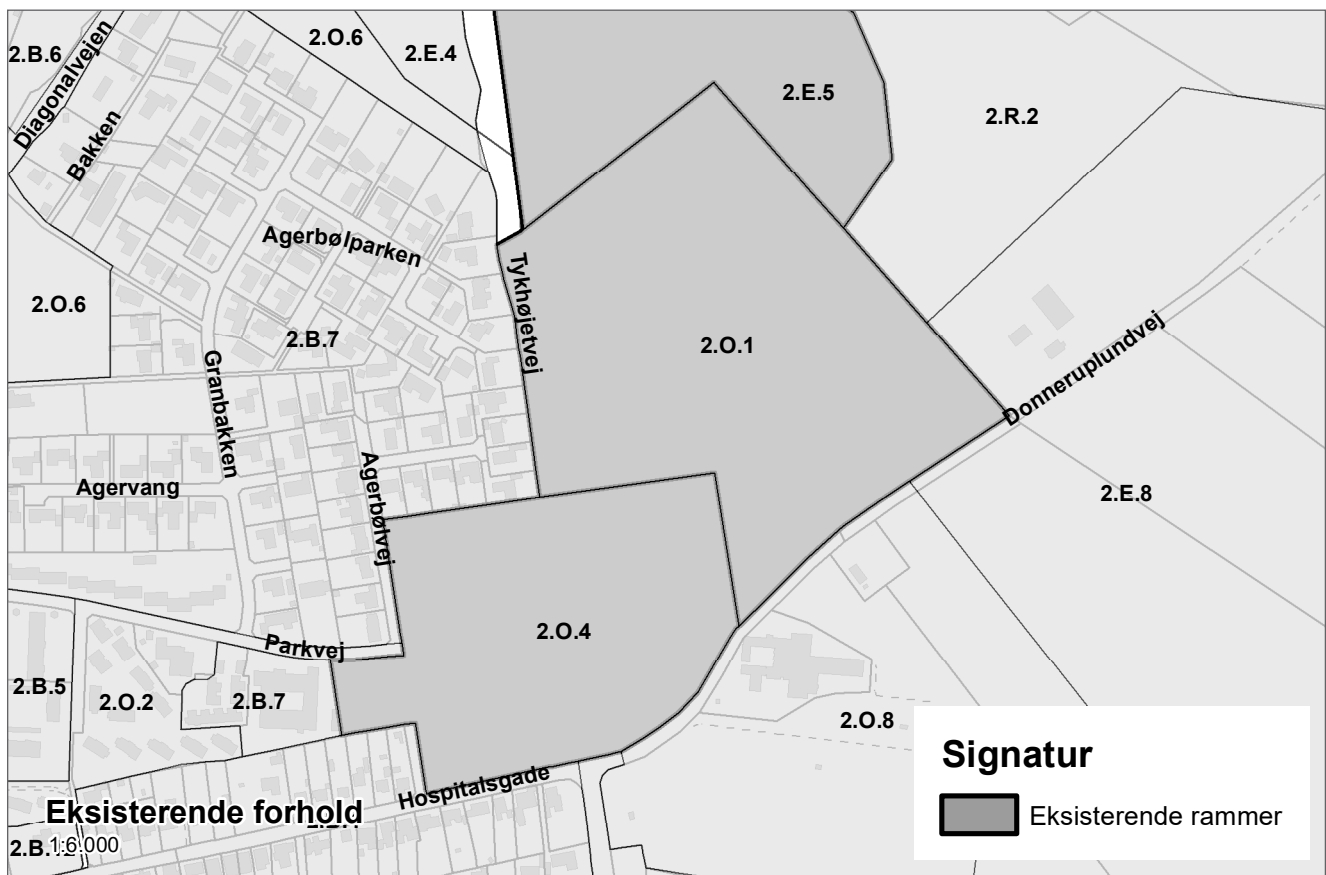 2.B.6
Diagonalvejen
Bakken
2.O.6
2.E.4
2.E.5
2.R.2
Agerbølparken
Tykhøjetvej
2.O.6
2.B.7
2.O.1
Donneruplundvej
Granbakken
Agervang
Agerbølvej
2.E.8
2.O.4
Parkvej
2.B.5
2.O.2
2.B.7
2.O.8
Hospitalsgade
Eksisterende forhold
1:6.000
Signatur
Eksisterende rammer